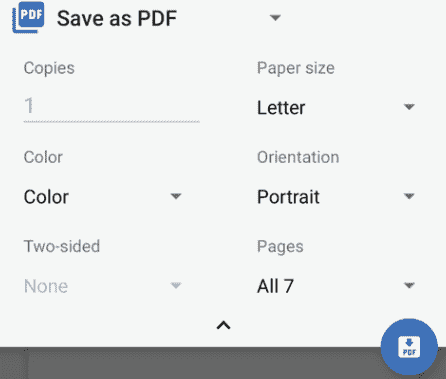 PDF Save as PDF
Copies Paper size
1 Letter
Color Orientation
Color Portrait
Two-sided Pages
None All 7
PDF